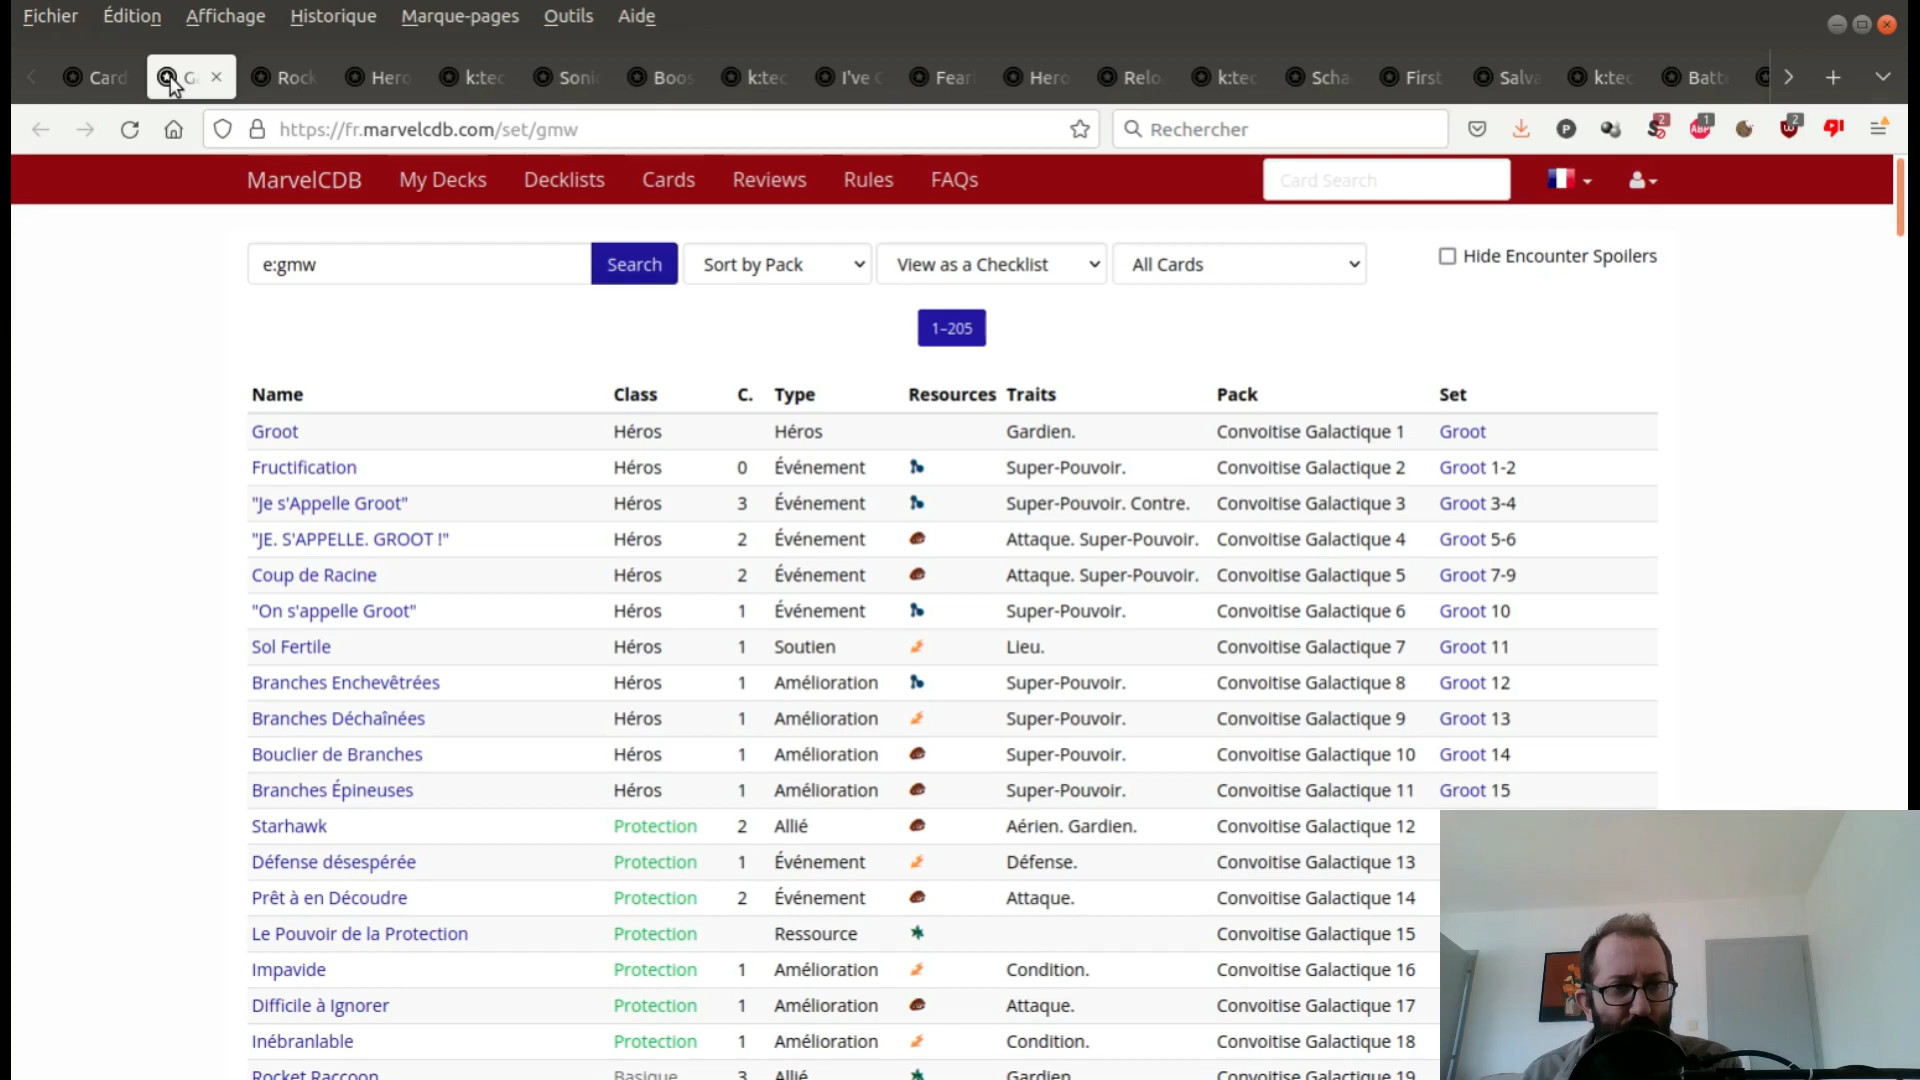 Fichier Édition Affichage Historique Marque-pages Outils Aide
Card G Rock Hero k:tec Sonic Boos k:tec I've C Fear Hero Relo k:tec Scha First Salva k:tec Batt
https://fr.marvelcdb.com/set/gmw Rechercher 2 1 2
MarvelCDB My Decks Decklists Cards Reviews Rules FAQs Card Search
e:gmw Search Sort by Pack View as a Checklist All Cards Hide Encounter Spoilers
1–205
Name Class C. Type Resources Traits Pack Set
Groot Héros Héros Gardien. Convoitise Galactique 1 Groot
Fructification Héros 0 Événement Super-Pouvoir. Convoitise Galactique 2 Groot 1-2
"Je s'Appelle Groot" Héros 3 Événement Super-Pouvoir. Contre. Convoitise Galactique 3 Groot 3-4
"JE. S'APPELLE. GROOT !" Héros 2 Événement Attaque. Super-Pouvoir. Convoitise Galactique 4 Groot 5-6
Coup de Racine Héros 2 Événement Attaque. Super-Pouvoir. Convoitise Galactique 5 Groot 7-9
"On s'appelle Groot" Héros 1 Événement Super-Pouvoir. Convoitise Galactique 6 Groot 10
Sol Fertile Héros 1 Soutien Lieu. Convoitise Galactique 7 Groot 11
Branches Enchevêtrées Héros 1 Amélioration Super-Pouvoir. Convoitise Galactique 8 Groot 12
Branches Déchaînées Héros 1 Amélioration Super-Pouvoir. Convoitise Galactique 9 Groot 13
Bouclier de Branches Héros 1 Amélioration Super-Pouvoir. Convoitise Galactique 10 Groot 14
Branches Épineuses Héros 1 Amélioration Super-Pouvoir. Convoitise Galactique 11 Groot 15
Starhawk Protection 2 Allié Aérien. Gardien. Convoitise Galactique 12
Défense désespérée Protection 1 Événement Défense. Convoitise Galactique 13
Prêt à en Découdre Protection 2 Événement Attaque. Convoitise Galactique 14
Le Pouvoir de la Protection Protection Ressource Convoitise Galactique 15
Impavide Protection 1 Amélioration Condition. Convoitise Galactique 16
Difficile à Ignorer Protection 1 Amélioration Attaque. Convoitise Galactique 17
Inébranlable Protection 1 Amélioration Condition. Convoitise Galactique 18
Rocket Raccoon Basique 3 Allié Gardien. Convoitise Galactique 19